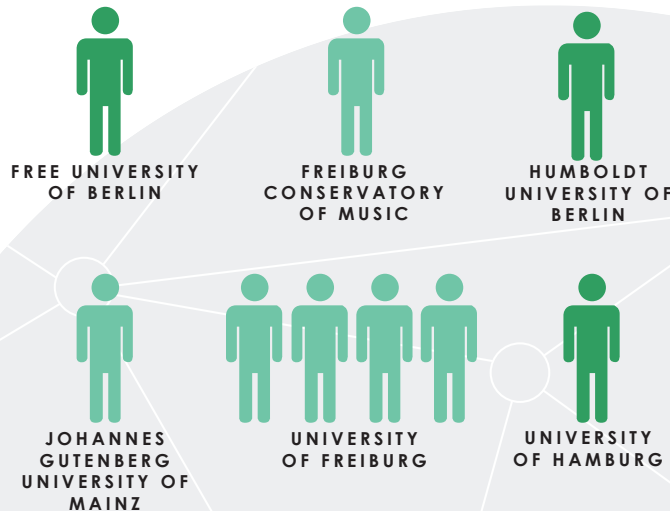 FREE UNIVERSITY
OF BERLIN
FREIBURG
CONSERVATORY
OF MUSIC
HUMBOLDT
UNIVERSITY OF
BERLIN
JOHANNES
GUTENBERG
UNIVERSITY OF
MAINZ
UNIVERSITY
OF FREIBURG
UNIVERSITY
OF HAMBURG